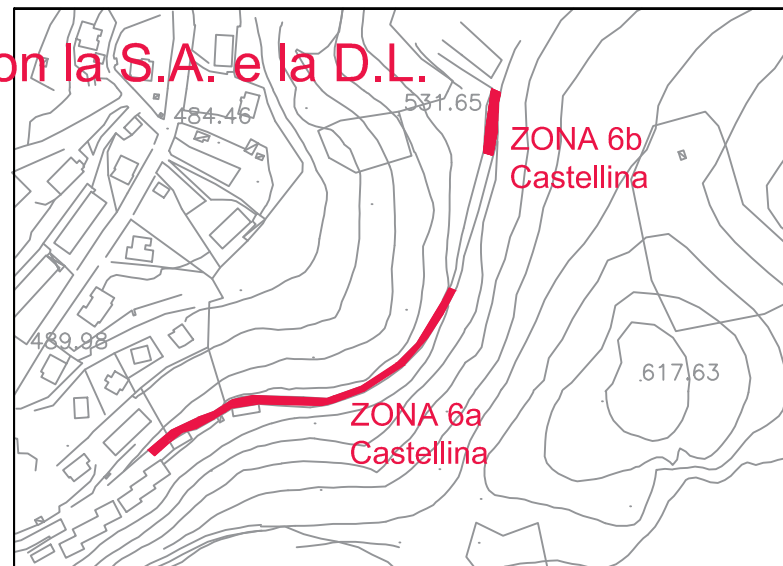 on la S.A. e la D.L.
484.46
531.65
ZONA 6b
Castellina
489.98
617.63
ZONA 6a
Castellina